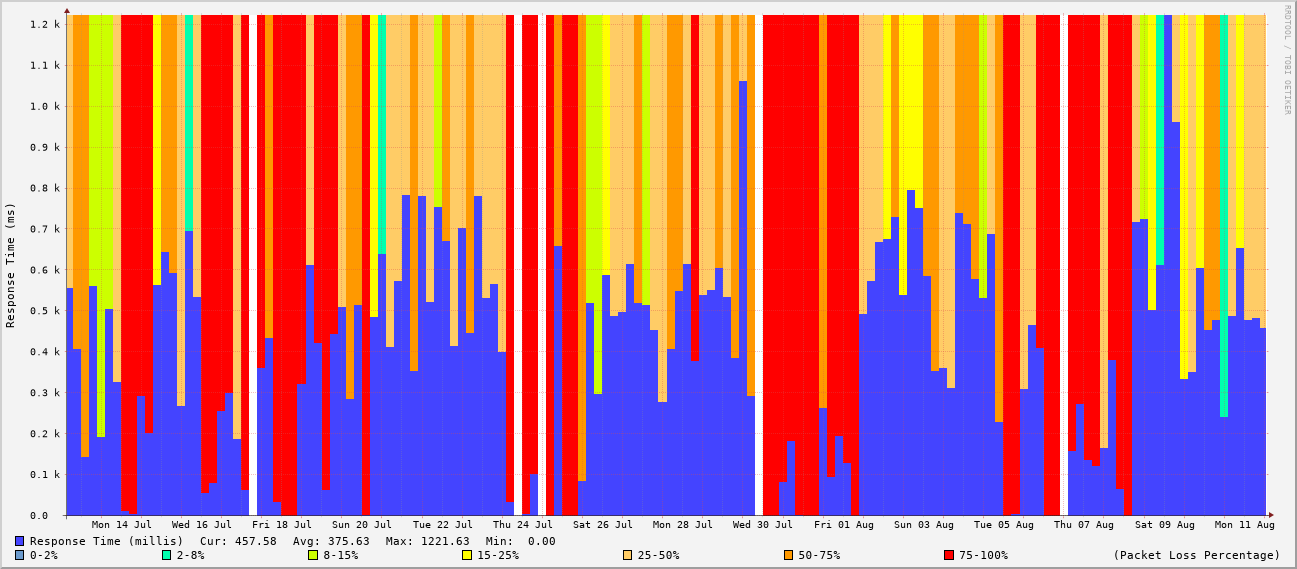 RRDTOOL / TOBI OETIKER
Response Time (ms)
1.2 k
1.1 k
1.0 k
0.9 k
0.8 k
0.7 k
0.6 k
0.5 k
0.4 k
0.3 k
0.2 k
0.1 k
0.0
Mon 14 Jul Wed 16 Jul Fri 18 Jul Sun 20 Jul Tue 22 Jul Thu 24 Jul Sat 26 Jul Mon 28 Jul Wed 30 Jul Fri 01 Aug Sun 03 Aug Tue 05 Aug Thu 07 Aug Sat 09 Aug Mon 11 Aug
Response Time (millis) Cur: 457.58 Avg: 375.63 Max: 1221.63 Min: 0.00
0-2% 2-8% 8-15% 15-25% 25-50% 50-75% 75-100% (Packet Loss Percentage)